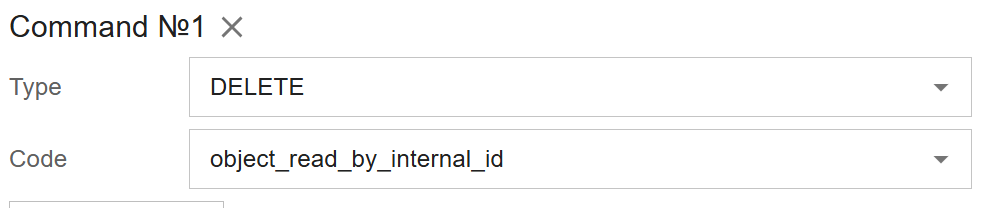 Command №1
Type DELETE
Code object_read_by_internal_id